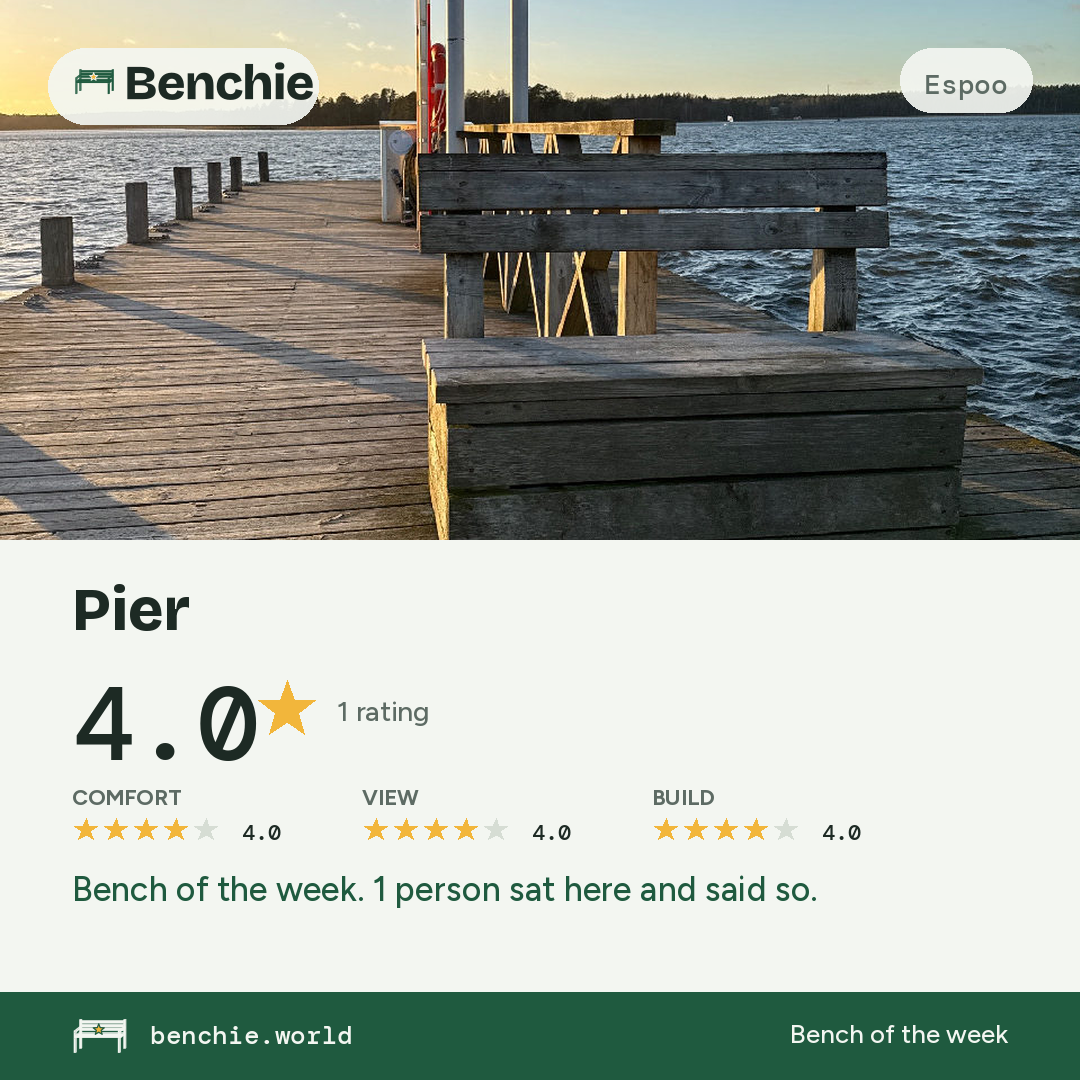 Benchie
Espoo
Pier
4.0 1 rating
COMFORT VIEW BUILD
4.0 4.0 4.0
Bench of the week. 1 person sat here and said so.
benchie.world Bench of the week